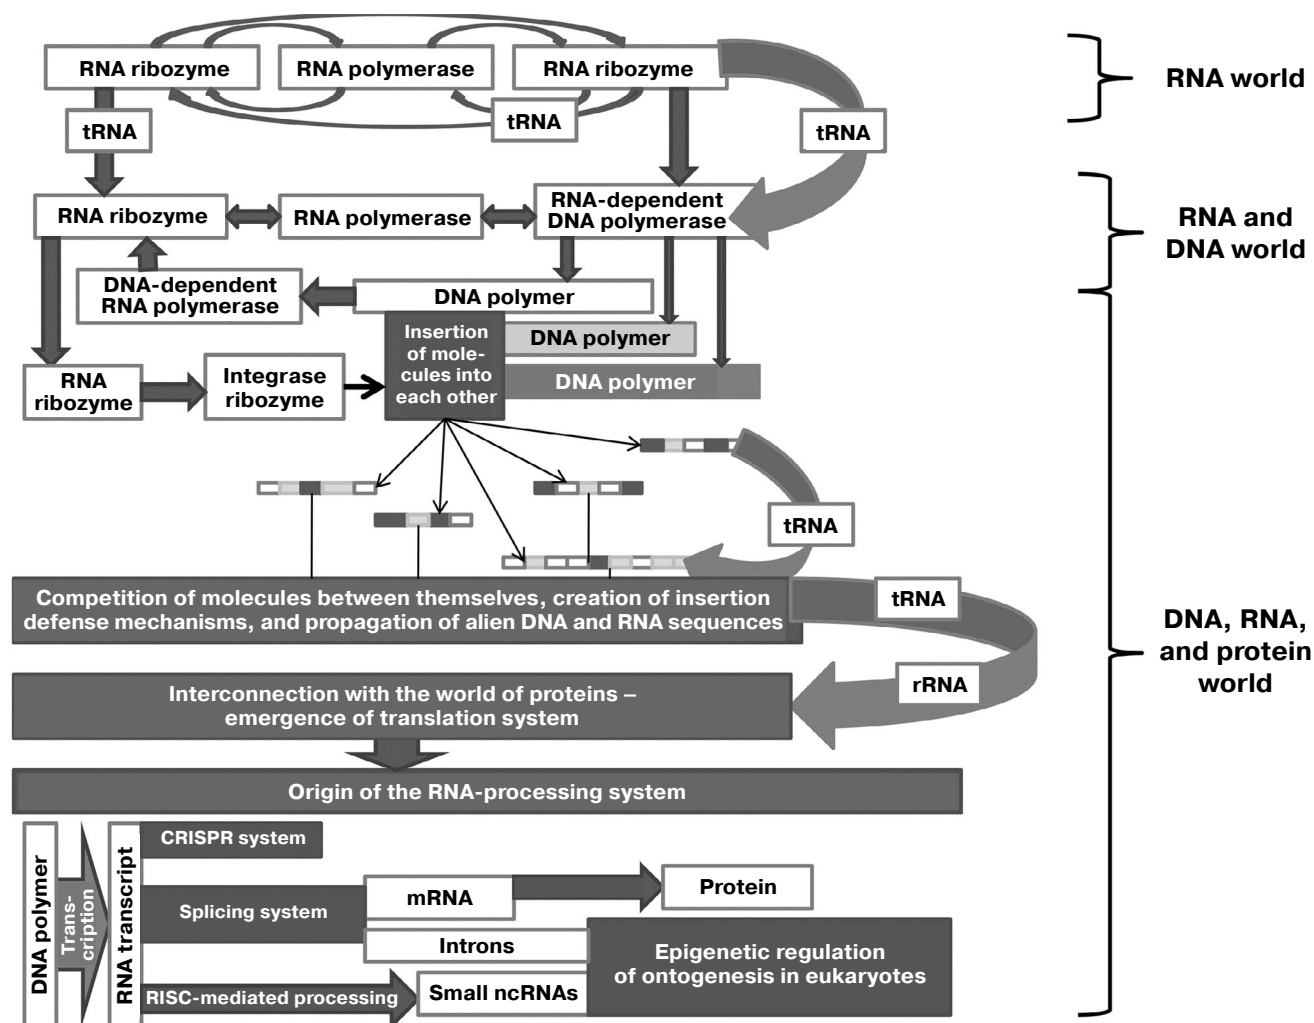 RNA ribozyme
RNA polymerase
RNA ribozyme
RNA world
tRNA
tRNA
tRNA
RNA ribozyme
RNA polymerase
RNA-dependent
DNA polymerase
RNA and
DNA world
DNA-dependent
RNA polymerase
DNA polymer
Insertion
of mole-
cules into
each other
DNA polymer
DNA polymer
RNA
ribozyme
Integrase
ribozyme
tRNA
Competition of molecules between themselves, creation of insertion
defense mechanisms, and propagation of alien DNA and RNA sequences
tRNA
DNA, RNA,
and protein
world
rRNA
Interconnection with the world of proteins –
emergence of translation system
Origin of the RNA-processing system
DNA polymer
Trans-
cription
RNA transcript
CRISPR system
Splicing system
mRNA
Protein
Introns
Epigenetic regulation
of ontogenesis in eukaryotes
RISC-mediated processing
Small ncRNAs